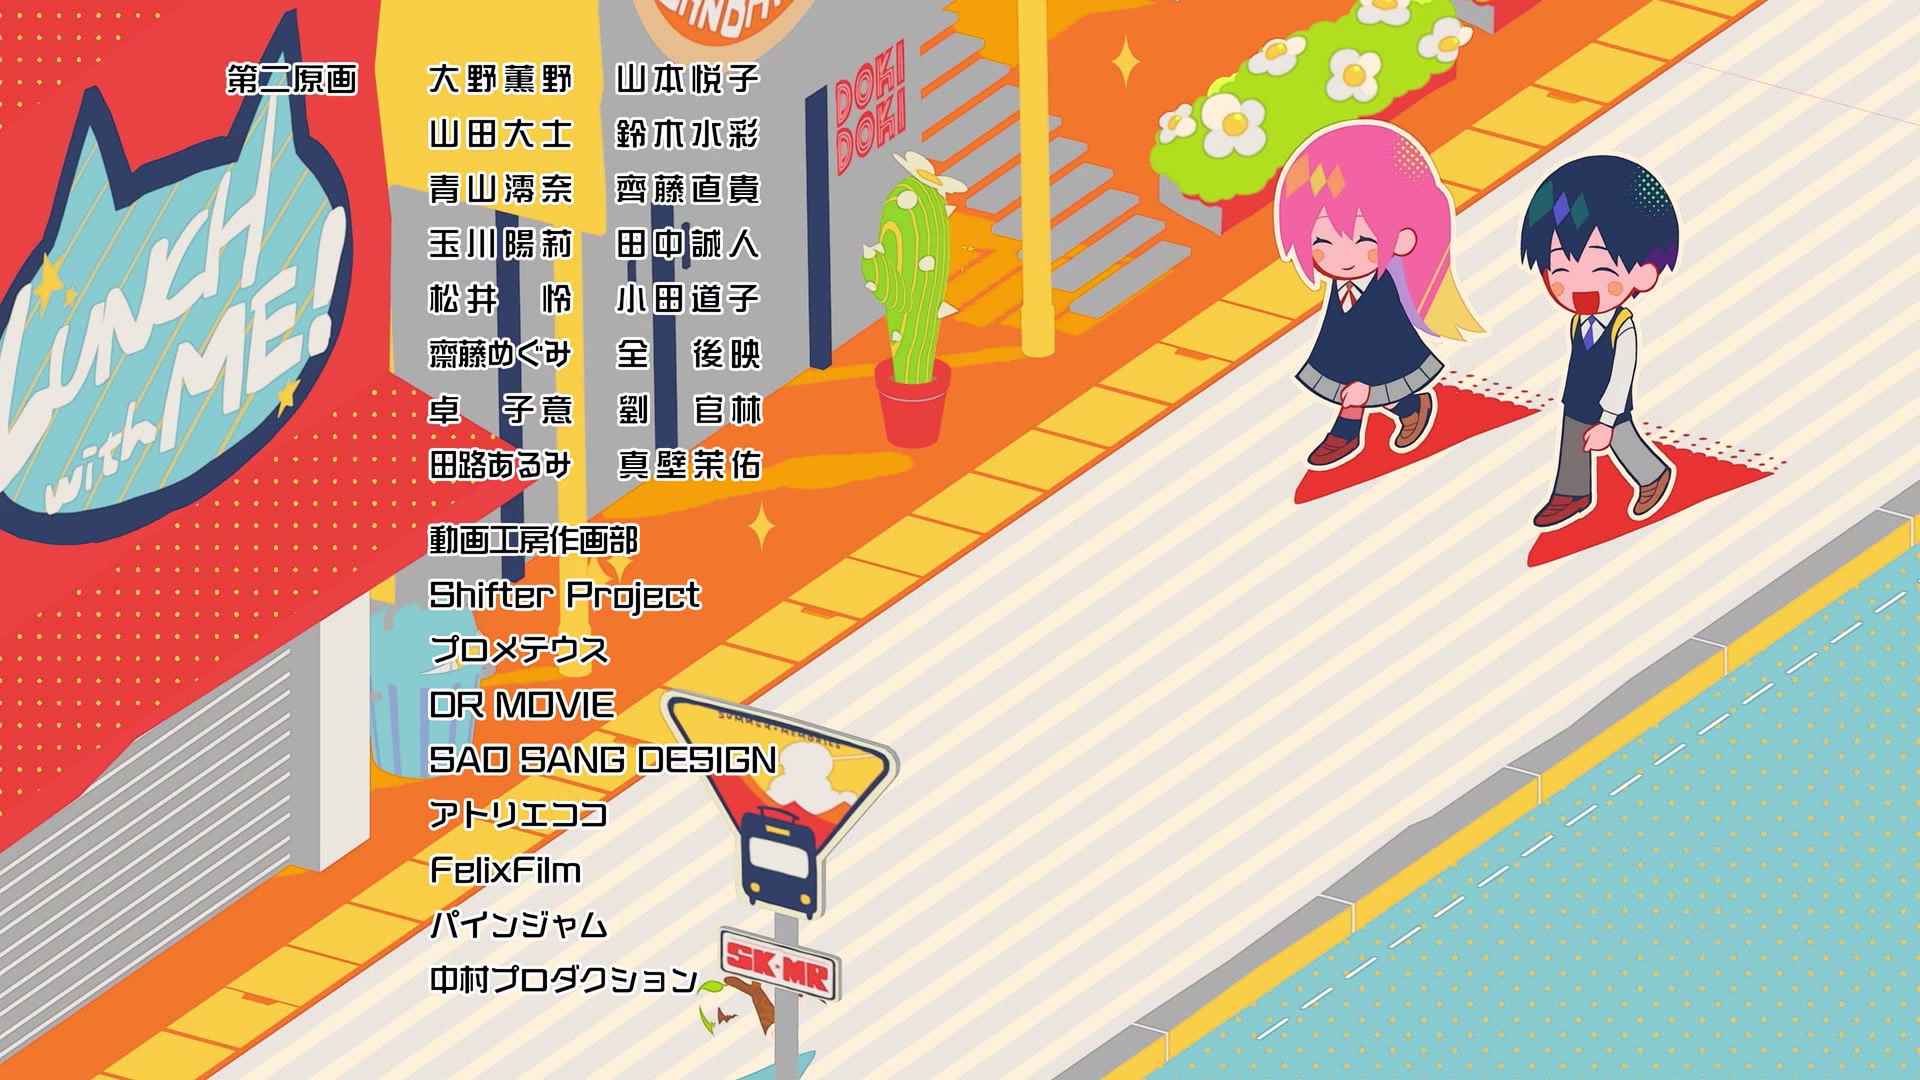 第二原画
大野薫野 山本悦子
山田大士 鈴木水彩
青山澪奈 齊藤直貴
玉川陽莉 田中誠人
松井 怜 小田道子
齋藤めぐみ 全 後映
卓 子意 劉 官林
田路あるみ 真壁茉佑
動画工房作画部
Shifter Project
プロメテウス
DR MOVIE
SAO SANG DESIGN
アトリエココ
FelixFilm
パインジャム
中村プロダクション
LUNCH
with ME!
DOKI
DOKI
SUMMER・MEMORIES
SK・MR